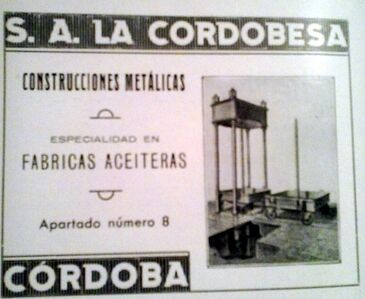 S. A. LA CORDOBESA
CONSTRUCCIONES METÁLICAS
ESPECIALIDAD EN
FABRICAS ACEITERAS
Apartado número 8
CÓRDOBA